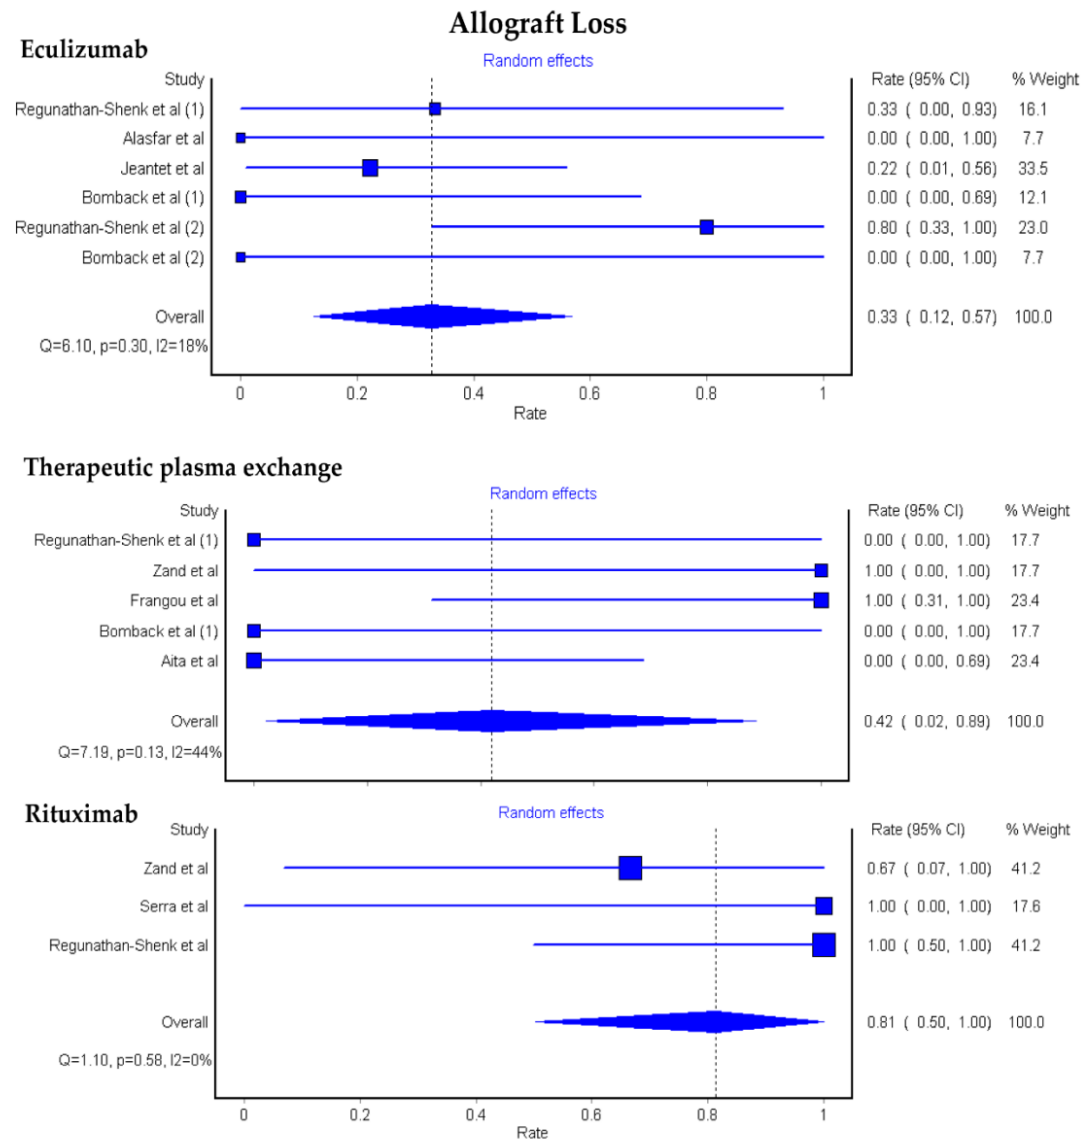 Allograft Loss
Eculizumab
Random effects
Study Rate (95% CI) % Weight
Regunathan-Shenk et al (1) 0.33 ( 0.00, 0.93) 16.1
Alasfar et al 0.00 ( 0.00, 1.00) 7.7
Jeantet et al 0.22 ( 0.01, 0.56) 33.5
Bomback et al (1) 0.00 ( 0.00, 0.69) 12.1
Regunathan-Shenk et al (2) 0.80 ( 0.33, 1.00) 23.0
Bomback et al (2) 0.00 ( 0.00, 1.00) 7.7
Overall 0.33 ( 0.12, 0.57) 100.0
Q=6.10, p=0.30, I2=18%
0 0.2 0.4 0.6 0.8 1
Rate
Therapeutic plasma exchange
Random effects
Study Rate (95% CI) % Weight
Regunathan-Shenk et al (1) 0.00 ( 0.00, 1.00) 17.7
Zand et al 1.00 ( 0.00, 1.00) 17.7
Frangou et al 1.00 ( 0.31, 1.00) 23.4
Bomback et al (1) 0.00 ( 0.00, 1.00) 17.7
Aita et al 0.00 ( 0.00, 0.69) 23.4
Overall 0.42 ( 0.02, 0.89) 100.0
Q=7.19, p=0.13, I2=44%
Rituximab
Random effects
Study Rate (95% CI) % Weight
Zand et al 0.67 ( 0.07, 1.00) 41.2
Serra et al 1.00 ( 0.00, 1.00) 17.6
Regunathan-Shenk et al 1.00 ( 0.50, 1.00) 41.2
Overall 0.81 ( 0.50, 1.00) 100.0
Q=1.10, p=0.58, I2=0%
0 0.2 0.4 0.6 0.8 1
Rate